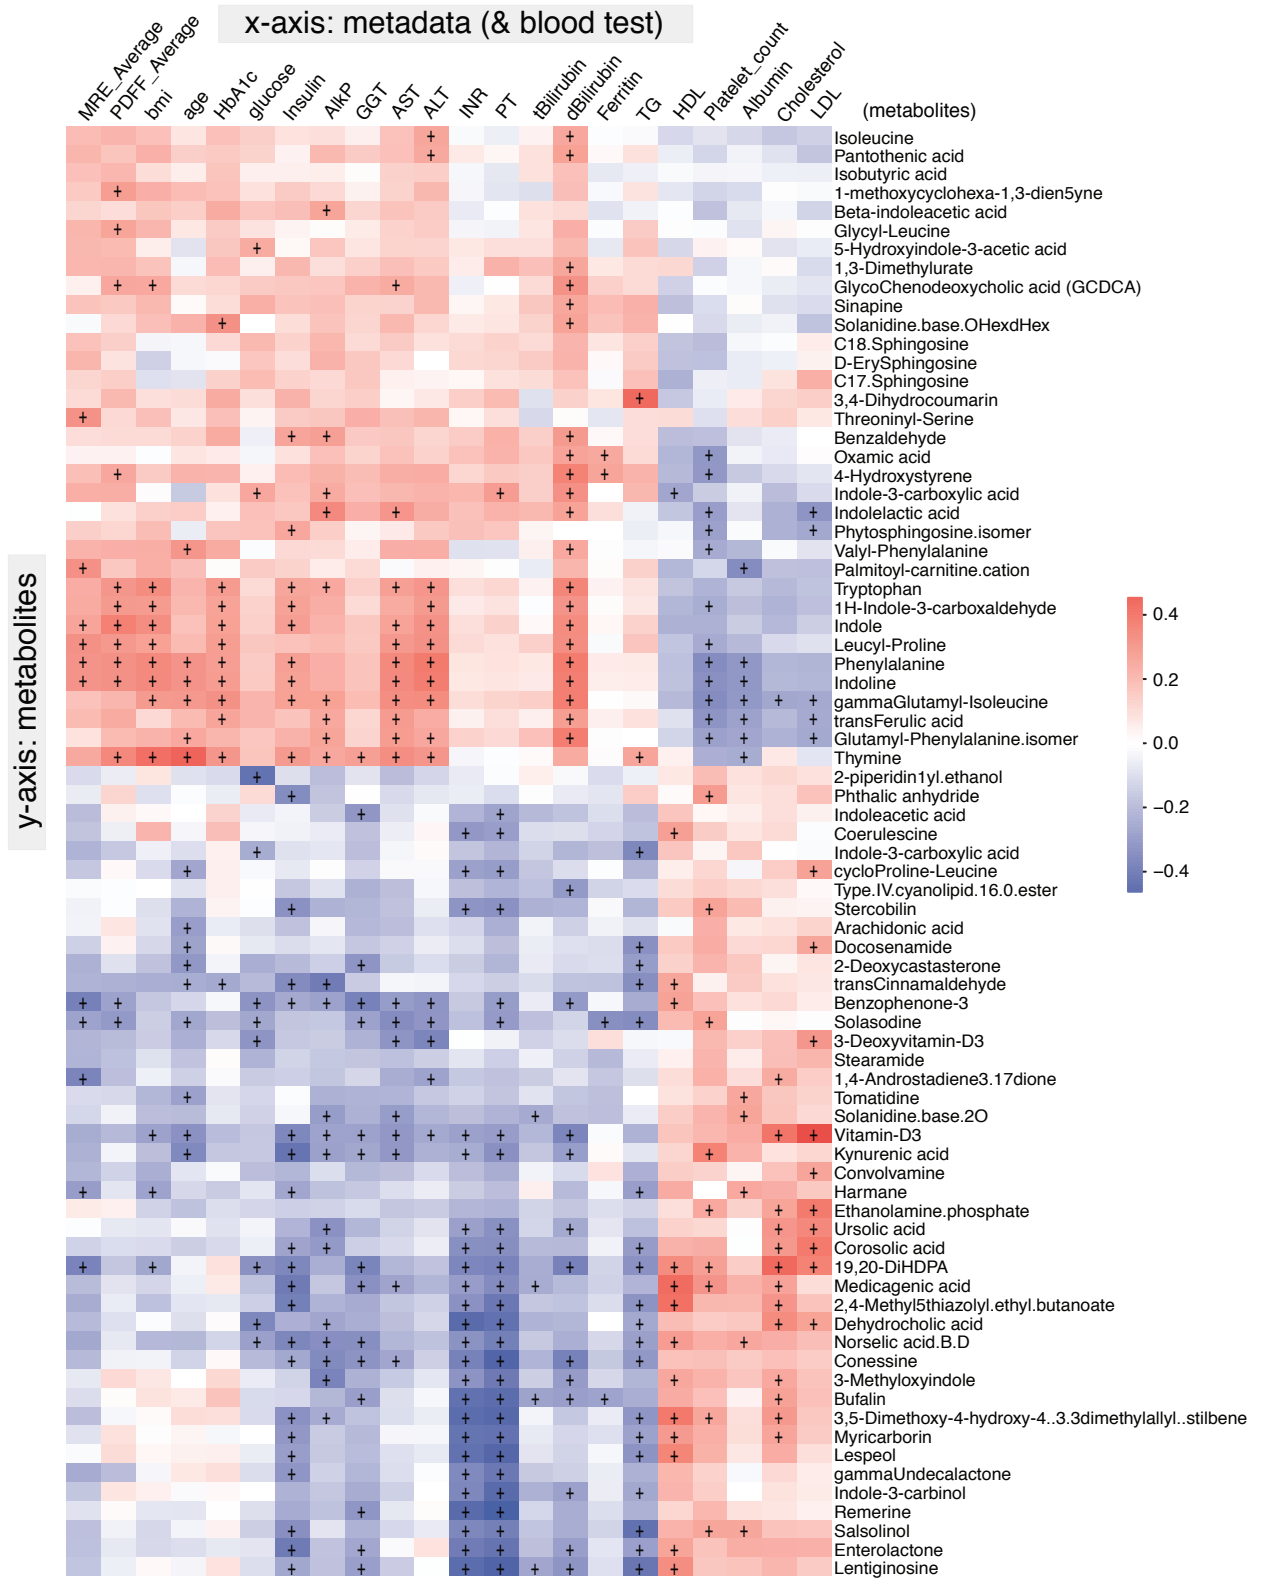 x-axis: metadata (& blood test)
MRE_Average
PDFF_Average
bmi
age
HbA1c
glucose
Insulin
AlkP
GGT
AST
ALT
INR
PT
tBilirubin
dBilirubin
Ferritin
TG
HDL
Platelet_count
Albumin
Cholesterol
LDL
(metabolites)
Isoleucine
Pantothenic acid
Isobutyric acid
1-methoxycyclohexa-1,3-dien5yne
Beta-indoleacetic acid
Glycyl-Leucine
5-Hydroxyindole-3-acetic acid
1,3-Dimethylurate
GlycoChenodeoxycholic acid (GCDCA)
Sinapine
Solanidine.base.OHexdHex
C18.Sphingosine
D-ErySphingosine
C17.Sphingosine
3,4-Dihydrocoumarin
Threoninyl-Serine
Benzaldehyde
Oxamic acid
4-Hydroxystyrene
Indole-3-carboxylic acid
Indolelactic acid
Phytosphingosine.isomer
Valyl-Phenylalanine
Palmitoyl-carnitine.cation
Tryptophan
1H-Indole-3-carboxaldehyde
Indole
Leucyl-Proline
Phenylalanine
Indoline
gammaGlutamyl-Isoleucine
transFerulic acid
Glutamyl-Phenylalanine.isomer
Thymine
2-piperidin1yl.ethanol
Phthalic anhydride
Indoleacetic acid
Coerulescine
Indole-3-carboxylic acid
cycloProline-Leucine
Type.IV.cyanolipid.16.0.ester
Stercobilin
Arachidonic acid
Docosenamide
2-Deoxycastasterone
transCinnamaldehyde
Benzophenone-3
Solasodine
3-Deoxyvitamin-D3
Stearamide
1,4-Androstadiene3.17dione
Tomatidine
Solanidine.base.2O
Vitamin-D3
Kynurenic acid
Convolvamine
Harmane
Ethanolamine.phosphate
Ursolic acid
Corosolic acid
19,20-DiHDPA
Medicagenic acid
2,4-Methyl5thiazolyl.ethyl.butanoate
Dehydrocholic acid
Norselic acid.B.D
Conessine
3-Methyloxyindole
Bufalin
3,5-Dimethoxy-4-hydroxy-4..3.3dimethylallyl..stilbene
Myricarborin
Lespeol
gammaUndecalactone
Indole-3-carbinol
Remerine
Salsolinol
Enterolactone
Lentiginosine
y-axis: metabolites
0.4
0.2
0.0
−0.2
−0.4